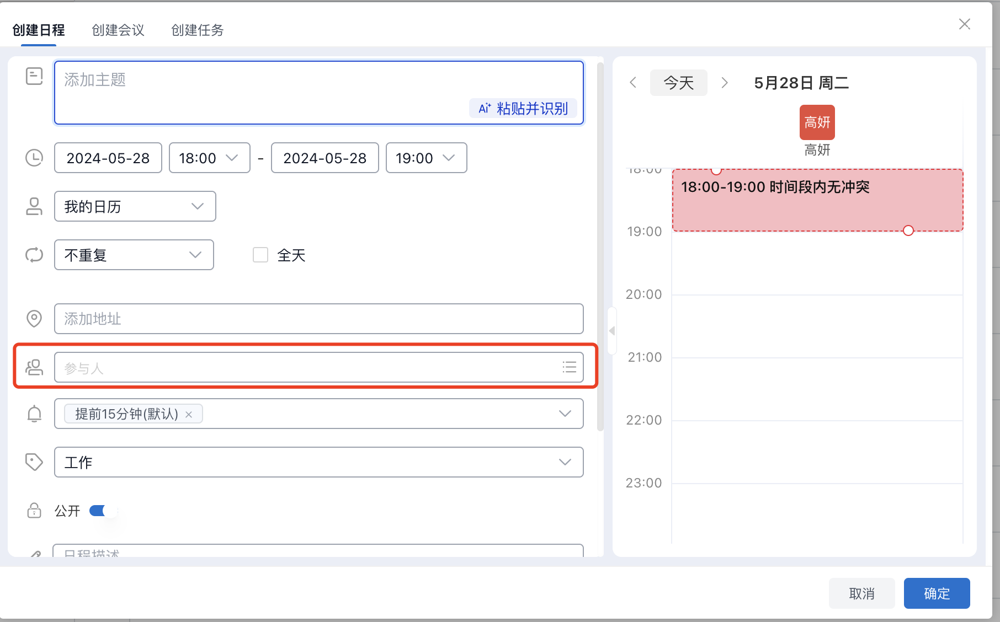 创建日程 创建会议 创建任务
添加主题
Ai 粘贴并识别
2024-05-28 18:00 - 2024-05-28 19:00
我的日历
不重复 全天
添加地址
参与人
提前15分钟(默认) ×
工作
公开
日程描述
今天 5月28日 周二
高妍
高妍
18:00
18:00-19:00 时间段内无冲突
19:00
20:00
21:00
22:00
23:00
取消 确定